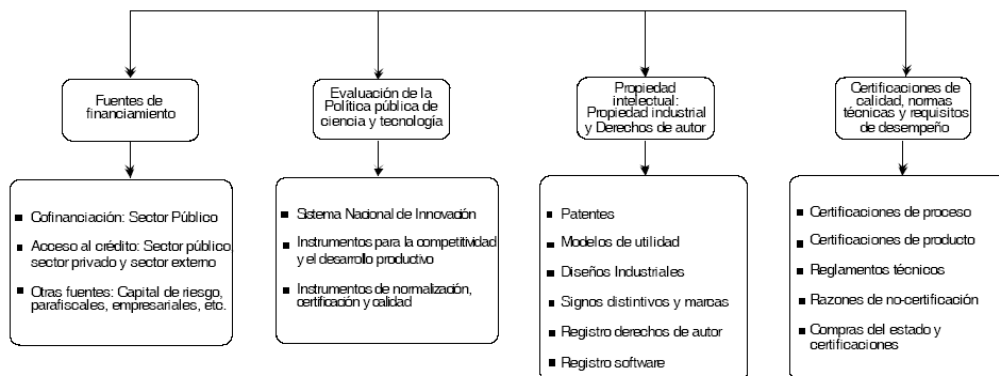 Fuentes de
financiamiento
Evaluación de la
Política pública de
ciencia y tecnología
Propiedad
intelectual:
Propiedad industrial
y Derechos de autor
Certificaciones de
calidad, normas
técnicas y requisitos
de desempeño
Cofinanciación: Sector Público
Acceso al crédito: Sector público
sector privado y sector externo
Otras fuentes: Capital de riesgo,
parafiscales, empresariales, etc.
Sistema Nacional de Innovación
Instrumentos para la competitividad
y el desarrollo productivo
Instrumentos de normalización,
certificación y calidad
Patentes
Modelos de utilidad
Diseños Industriales
Signos distintivos y marcas
Registro derechos de autor
Registro software
Certificaciones de proceso
Certificaciones de producto
Reglamentos técnicos
Razones de no-certificación
Compras del estado y
certificaciones